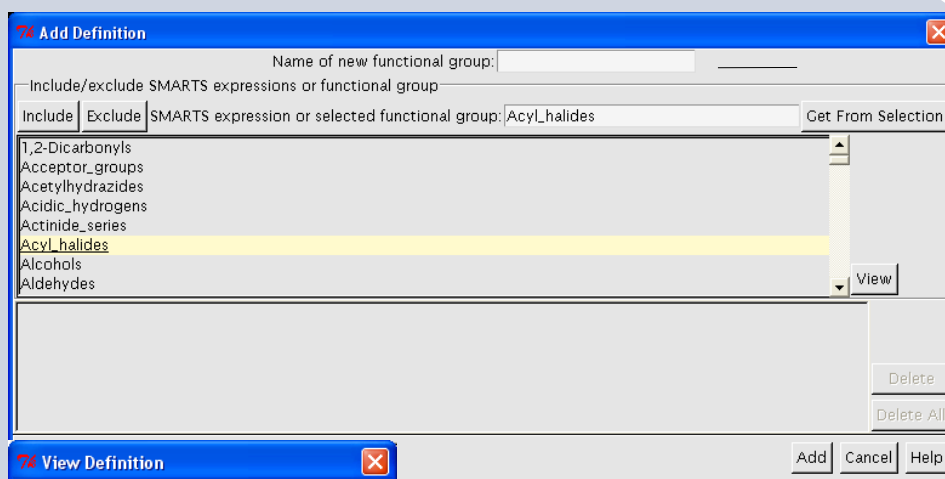 Add Definition
Name of new functional group:
Include/exclude SMARTS expressions or functional group
Include Exclude SMARTS expression or selected functional group: Acyl_halides Get From Selection
1,2-Dicarbonyls
Acceptor_groups
Acetylhydrazides
Acidic_hydrogens
Actinide_series
Acyl_halides
Alcohols
Aldehydes
View
Delete
Delete All
Add Cancel Help
View Definition